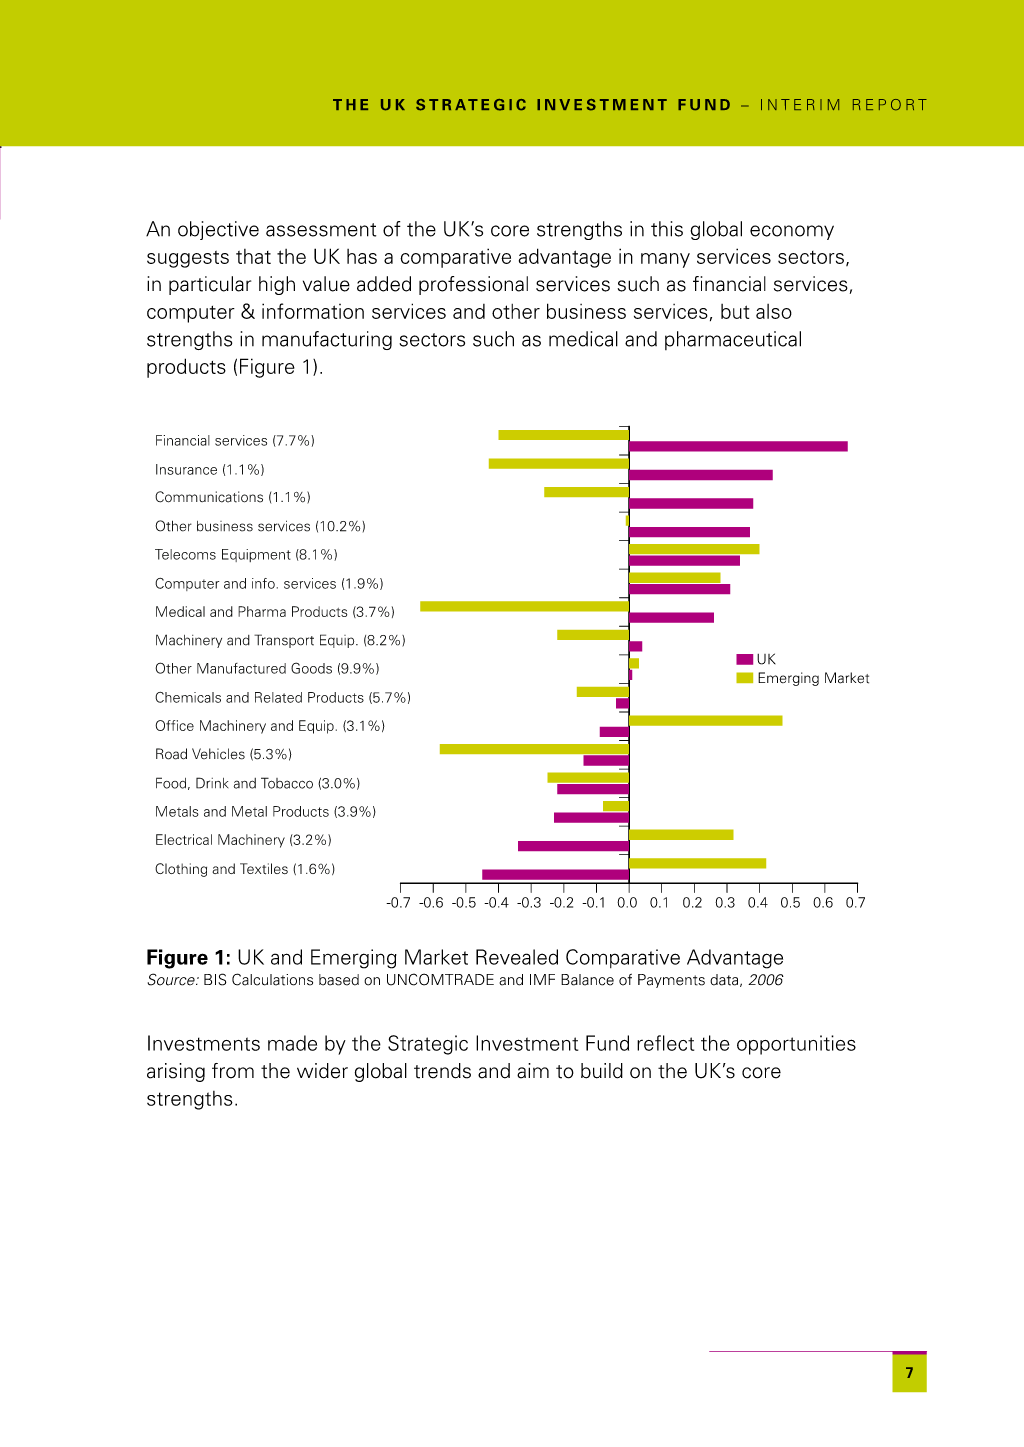 THE UK STRATEGIC INVESTMENT FUND – INTERIM REPORT
An objective assessment of the UK’s core strengths in this global economy
suggests that the UK has a comparative advantage in many services sectors,
in particular high value added professional services such as financial services,
computer & information services and other business services, but also
strengths in manufacturing sectors such as medical and pharmaceutical
products (Figure 1).
Financial services (7.7%)
Insurance (1.1%)
Communications (1.1%)
Other business services (10.2%)
Telecoms Equipment (8.1%)
Computer and info. services (1.9%)
Medical and Pharma Products (3.7%)
Machinery and Transport Equip. (8.2%)
Other Manufactured Goods (9.9%)
Chemicals and Related Products (5.7%)
Office Machinery and Equip. (3.1%)
Road Vehicles (5.3%)
Food, Drink and Tobacco (3.0%)
Metals and Metal Products (3.9%)
Electrical Machinery (3.2%)
Clothing and Textiles (1.6%)
UK
Emerging Market
-0.7 -0.6 -0.5 -0.4 -0.3 -0.2 -0.1 0.0 0.1 0.2 0.3 0.4 0.5 0.6 0.7
Figure 1: UK and Emerging Market Revealed Comparative Advantage
Source: BIS Calculations based on UNCOMTRADE and IMF Balance of Payments data, 2006
Investments made by the Strategic Investment Fund reflect the opportunities
arising from the wider global trends and aim to build on the UK’s core
strengths.
7